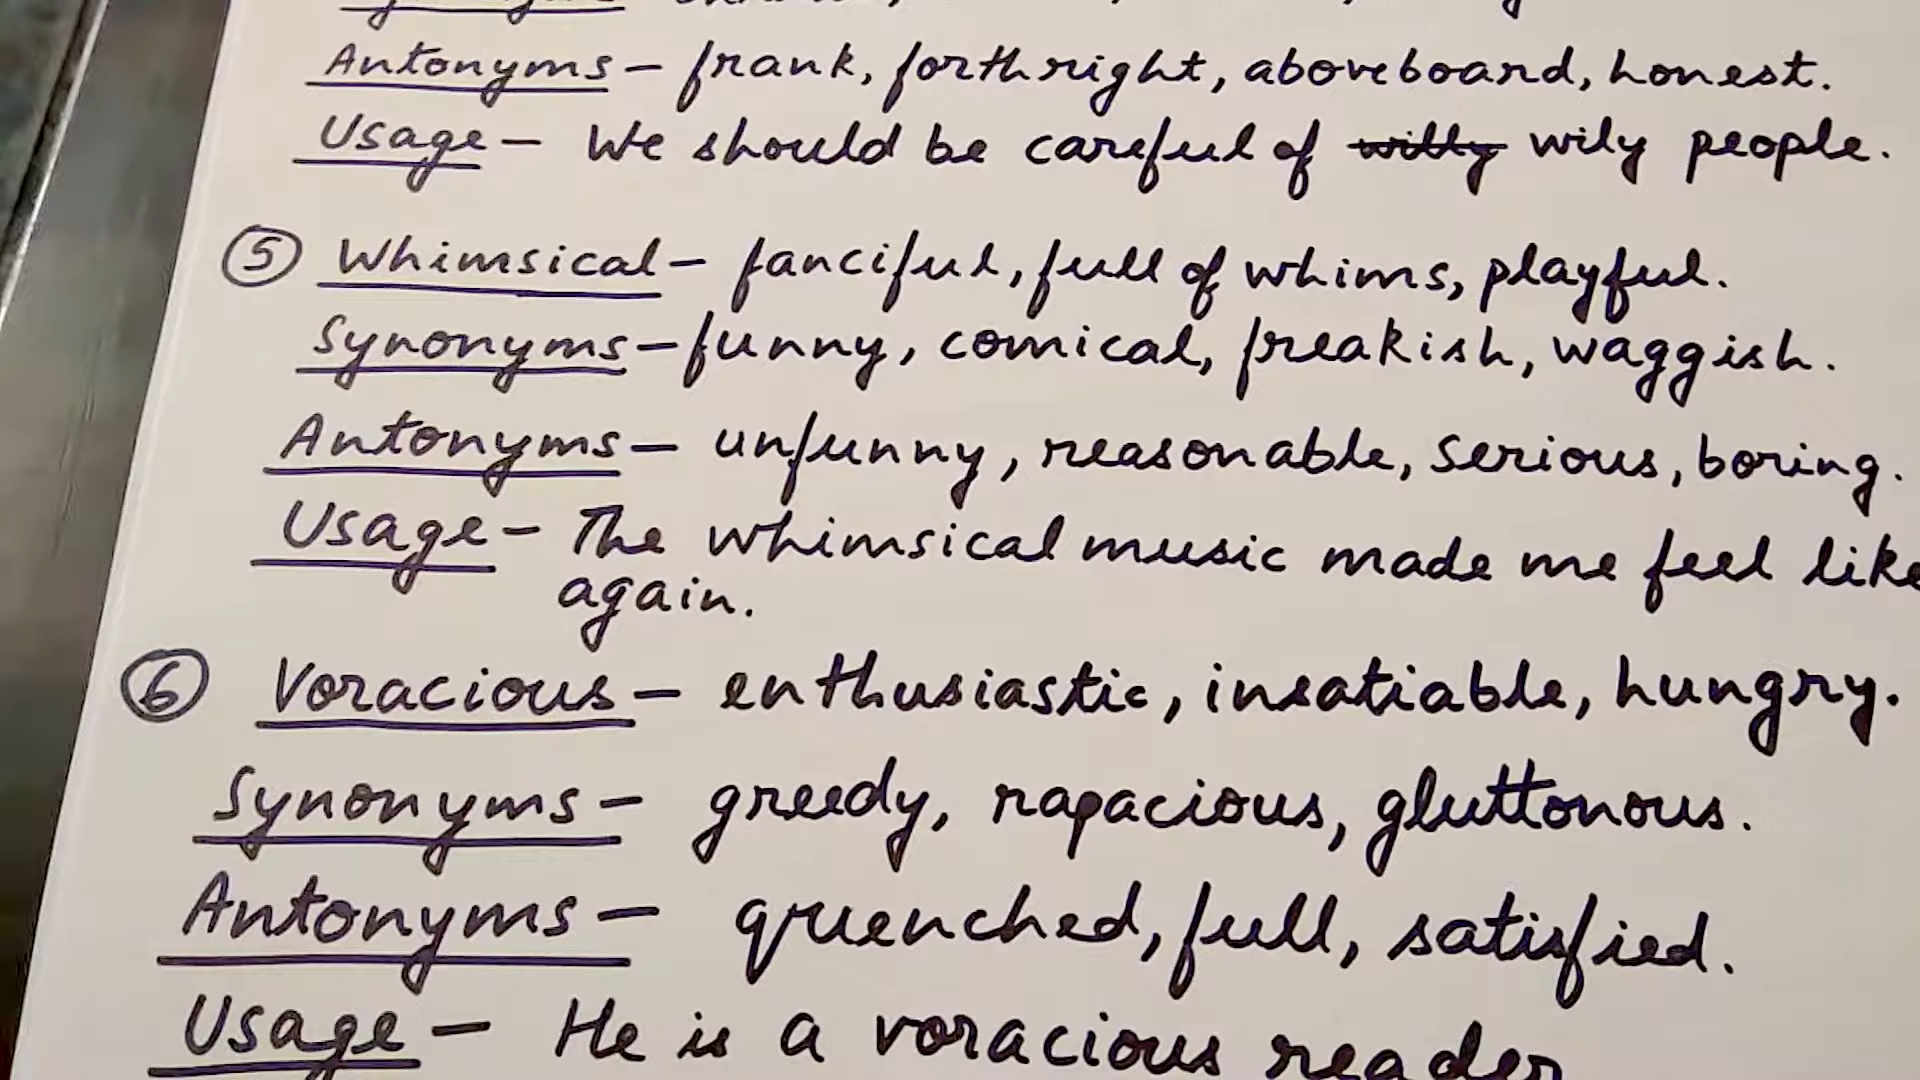 Antonyms – frank, forthright, aboveboard, honest.
Usage – We should be careful of witty wily people.
5 Whimsical – fanciful, full of whims, playful.
Synonyms – funny, comical, freakish, waggish.
Antonyms – unfunny, reasonable, serious, boring.
Usage – The whimsical music made me feel like
again.
6 Voracious – enthusiastic, insatiable, hungry.
Synonyms – greedy, rapacious, gluttonous.
Antonyms – quenched, full, satisfied.
Usage – He is a voracious reader